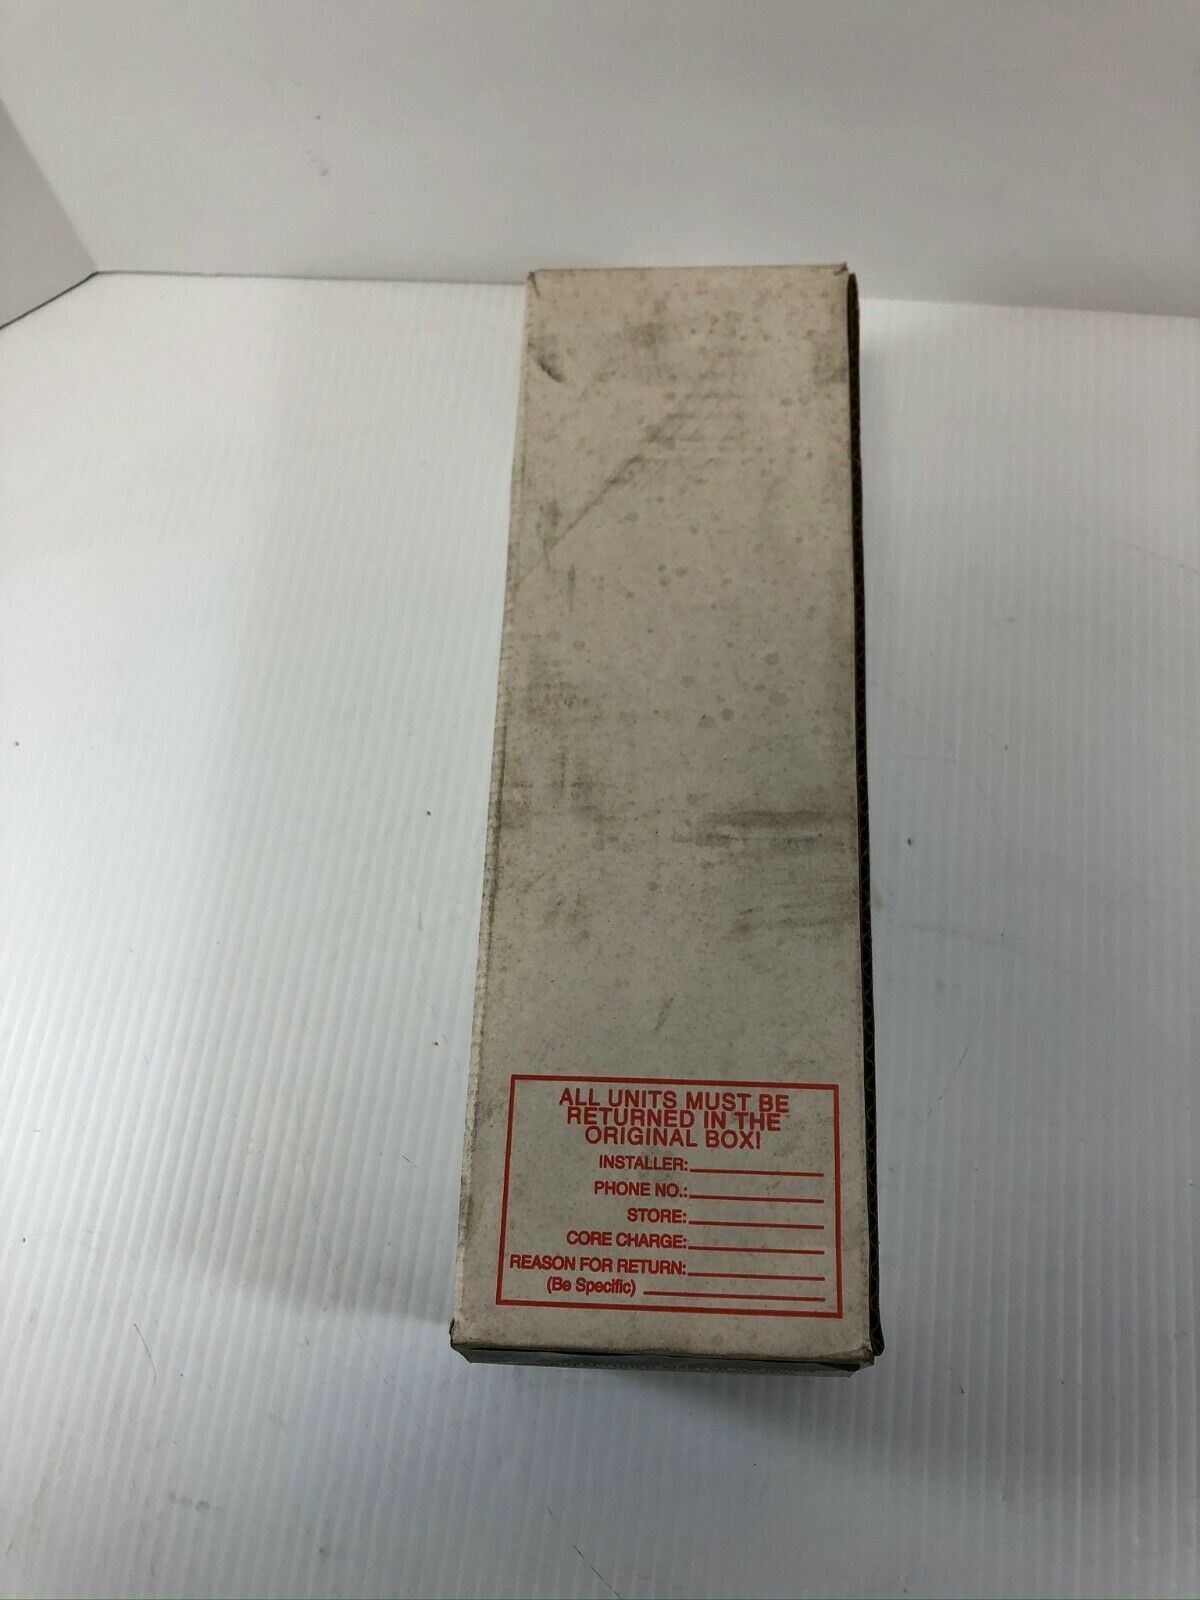 ALL UNITS MUST BE
RETURNED IN THE
ORIGINAL BOX!
INSTALLER:
PHONE NO.:
STORE:
CORE CHARGE:
REASON FOR RETURN:
(Be Specific)